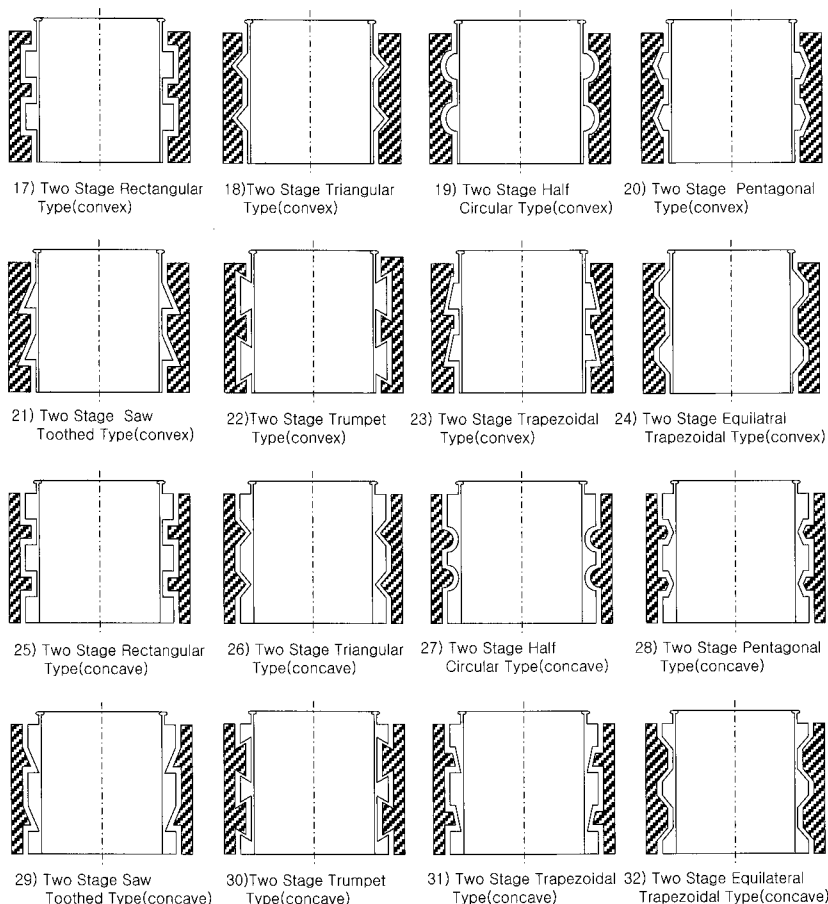 17) Two Stage Rectangular
Type(convex)
18)Two Stage Triangular
Type(convex)
19) Two Stage Half
Circular Type(convex)
20) Two Stage Pentagonal
Type(convex)
21) Two Stage Saw
Toothed Type(convex)
22)Two Stage Trumpet
Type(convex)
23) Two Stage Trapezoidal
Type(convex)
24) Two Stage Equilatral
Trapezoidal Type(convex)
25) Two Stage Rectangular
Type(concave)
26) Two Stage Triangular
Type(concave)
27) Two Stage Half
Circular Type(concave)
28) Two Stage Pentagonal
Type(concave)
29) Two Stage Saw
Toothed Type(concave)
30)Two Stage Trumpet
Type(concave)
31) Two Stage Trapezoidal
Type(concave)
32) Two Stage Equilateral
Trapezoidal Type(concave)